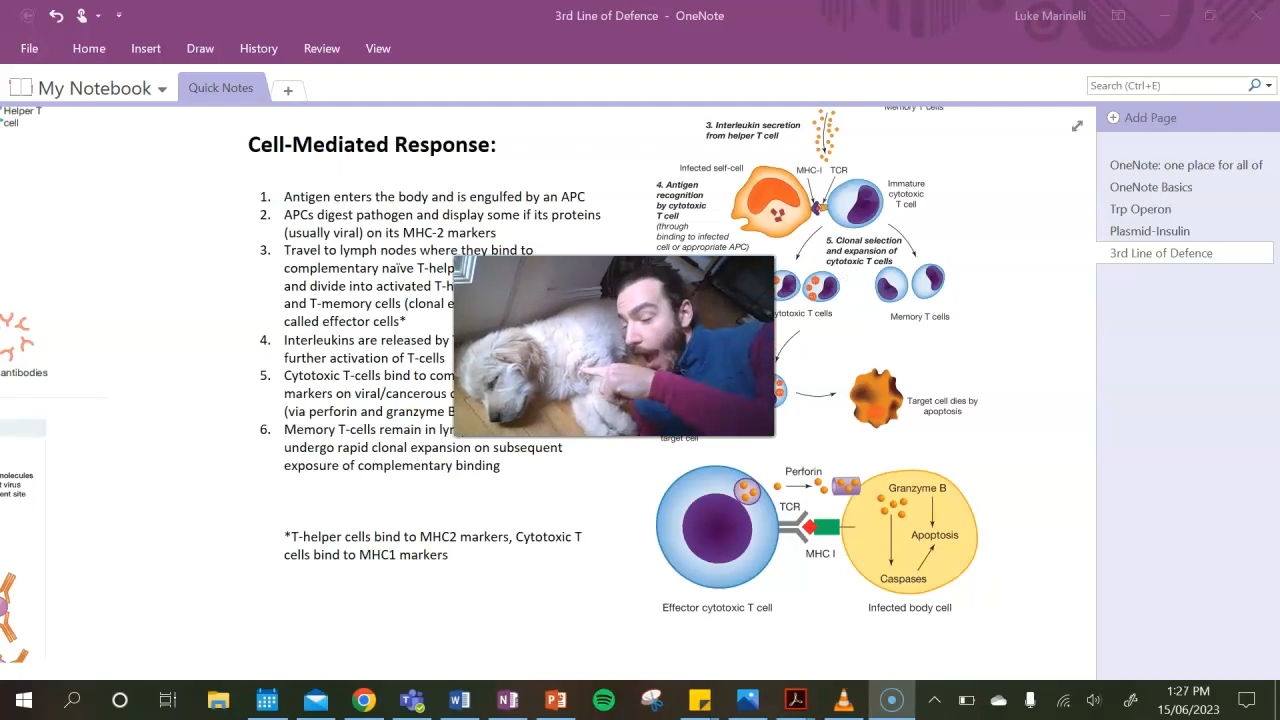 3rd Line of Defence - OneNote
Luke Marinelli
File
Home
Insert
Draw
History
Review
View
My Notebook
Quick Notes
Search (Ctrl+E)
Helper T
cell
antibodies
molecules
t virus
ent site
Cell-Mediated Response:
1. Antigen enters the body and is engulfed by an APC
2. APCs digest pathogen and display some if its proteins
(usually viral) on its MHC-2 markers
3. Travel to lymph nodes where they bind to
complementary naïve T-help
and divide into activated T-h
and T-memory cells (clonal e
called effector cells*
4. Interleukins are released by
further activation of T-cells
5. Cytotoxic T-cells bind to com
markers on viral/cancerous
(via perforin and granzyme B
6. Memory T-cells remain in ly
undergo rapid clonal expansion on subsequent
exposure of complementary binding
*T-helper cells bind to MHC2 markers, Cytotoxic T
cells bind to MHC1 markers
Memory T cells
3. Interleukin secretion
from helper T cell
Infected self-cell
MHC-I
TCR
4. Antigen
recognition
by cytotoxic
T cell
(through
binding to infected
cell or appropriate APC)
Immature
cytotoxic
T cell
5. Clonal selection
and expansion of
cytotoxic T cells
ytotoxic T cells
Memory T cells
Target cell dies by
apoptosis
target cell
Perforin
TCR
MHC I
Granzyme B
Apoptosis
Caspases
Effector cytotoxic T cell
Infected body cell
Add Page
OneNote: one place for all of
OneNote Basics
Trp Operon
Plasmid-Insulin
3rd Line of Defence
1:27 PM
15/06/2023